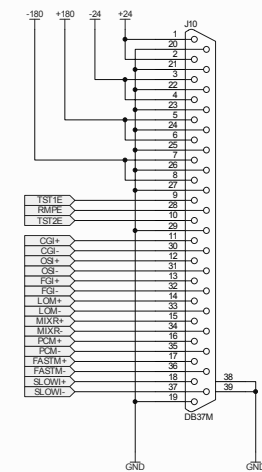 -180 +180 -24 +24
J10
1
20
2
21
3
22
4
23
5
24
6
25
7
26
8
27
TST1E 9
RMPE 28
TST2E 10
29
CGI+ 11
CGI- 30
OSI+ 12
OSI- 31
FGI+ 13
FGI- 32
LOM+ 14
LOM- 33
MIXR+ 15
MIXR- 34
PCM+ 16
PCM- 35
FASTM+ 17
FASTM- 36
SLOWI+ 18 38
SLOWI- 37 39
19
DB37M
GND GND